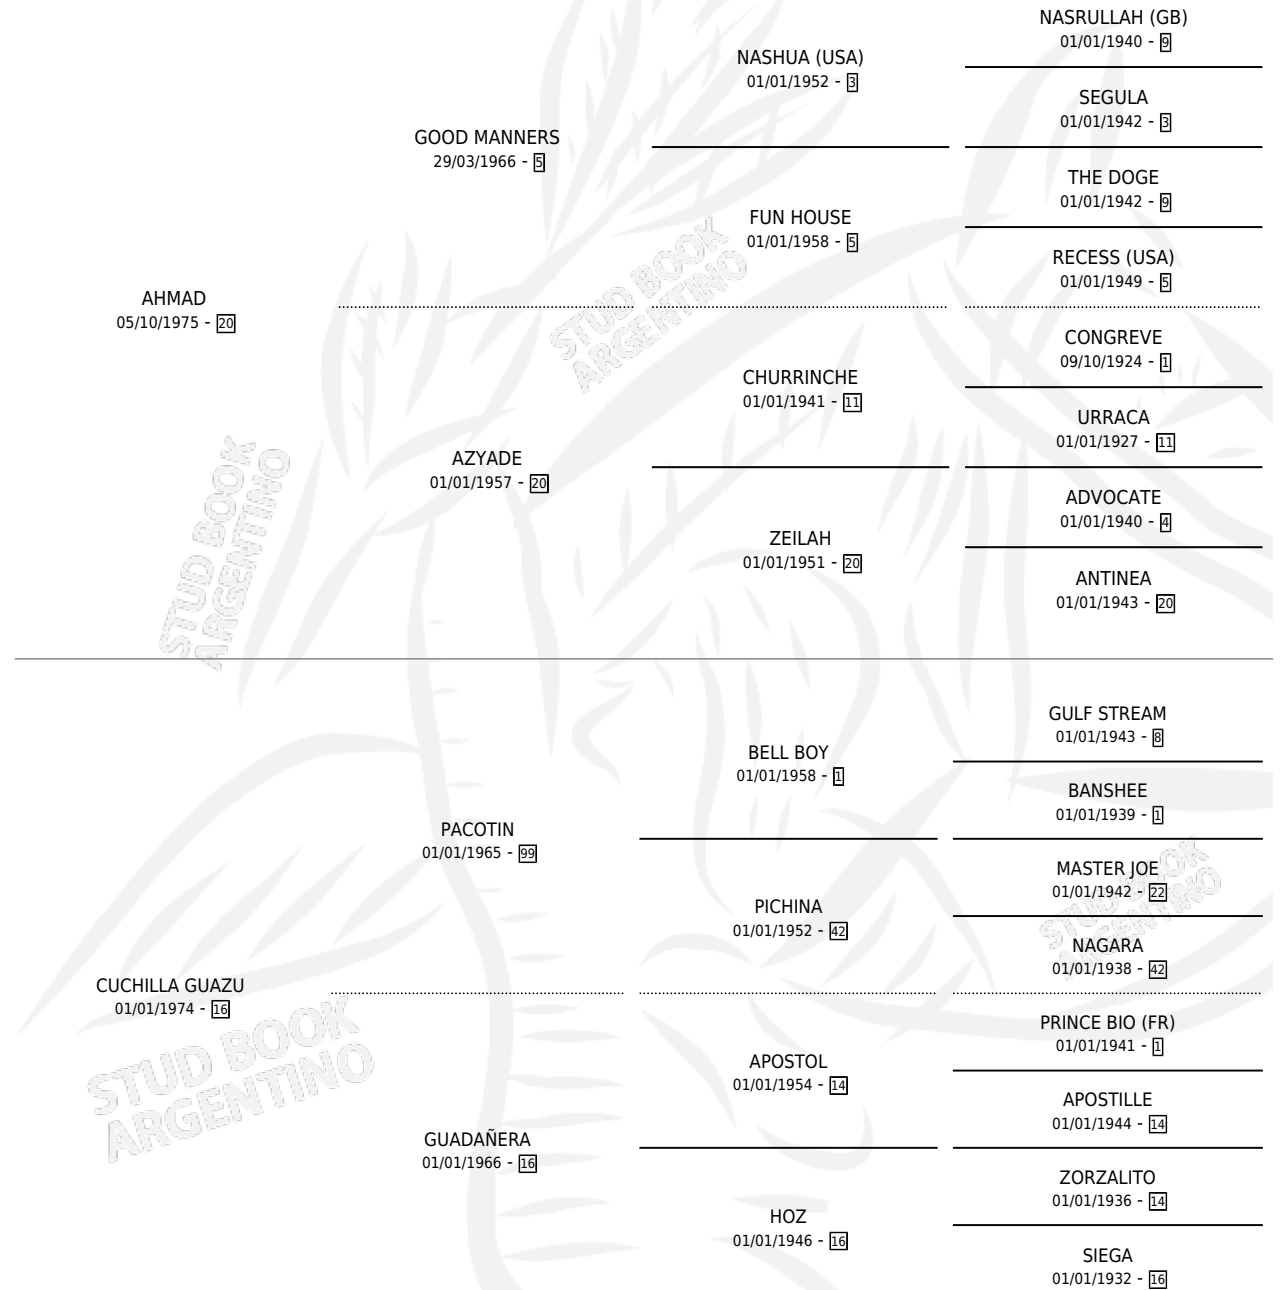 NASRULLAH (GB)
01/01/1940 - 9
NASHUA (USA)
01/01/1952 - 3
SEGULA
01/01/1942 - 3
GOOD MANNERS
29/03/1966 - 5
THE DOGE
01/01/1942 - 9
FUN HOUSE
01/01/1958 - 5
RECESS (USA)
01/01/1949 - 5
AHMAD
05/10/1975 - 20
CONGREVE
09/10/1924 - 1
CHURRINCHE
01/01/1941 - 11
URRACA
01/01/1927 - 11
AZYADE
01/01/1957 - 20
ADVOCATE
01/01/1940 - 4
ZEILAH
01/01/1951 - 20
ANTINEA
01/01/1943 - 20
GULF STREAM
01/01/1943 - 8
BELL BOY
01/01/1958 - 1
BANSHEE
01/01/1939 - 1
PACOTIN
01/01/1965 - 99
MASTER JOE
01/01/1942 - 22
PICHINA
01/01/1952 - 42
NAGARA
01/01/1938 - 42
CUCHILLA GUAZU
01/01/1974 - 16
PRINCE BIO (FR)
01/01/1941 - 1
APOSTOL
01/01/1954 - 14
APOSTILLE
01/01/1944 - 14
GUADAÑERA
01/01/1966 - 16
ZORZALITO
01/01/1936 - 14
HOZ
01/01/1946 - 16
SIEGA
01/01/1932 - 16
STUD BOOK
ARGENTINO
STUD BOOK
ARGENTINO
STUD BOOK
ARGENTINO
STUD BOOK
ARGENTINO